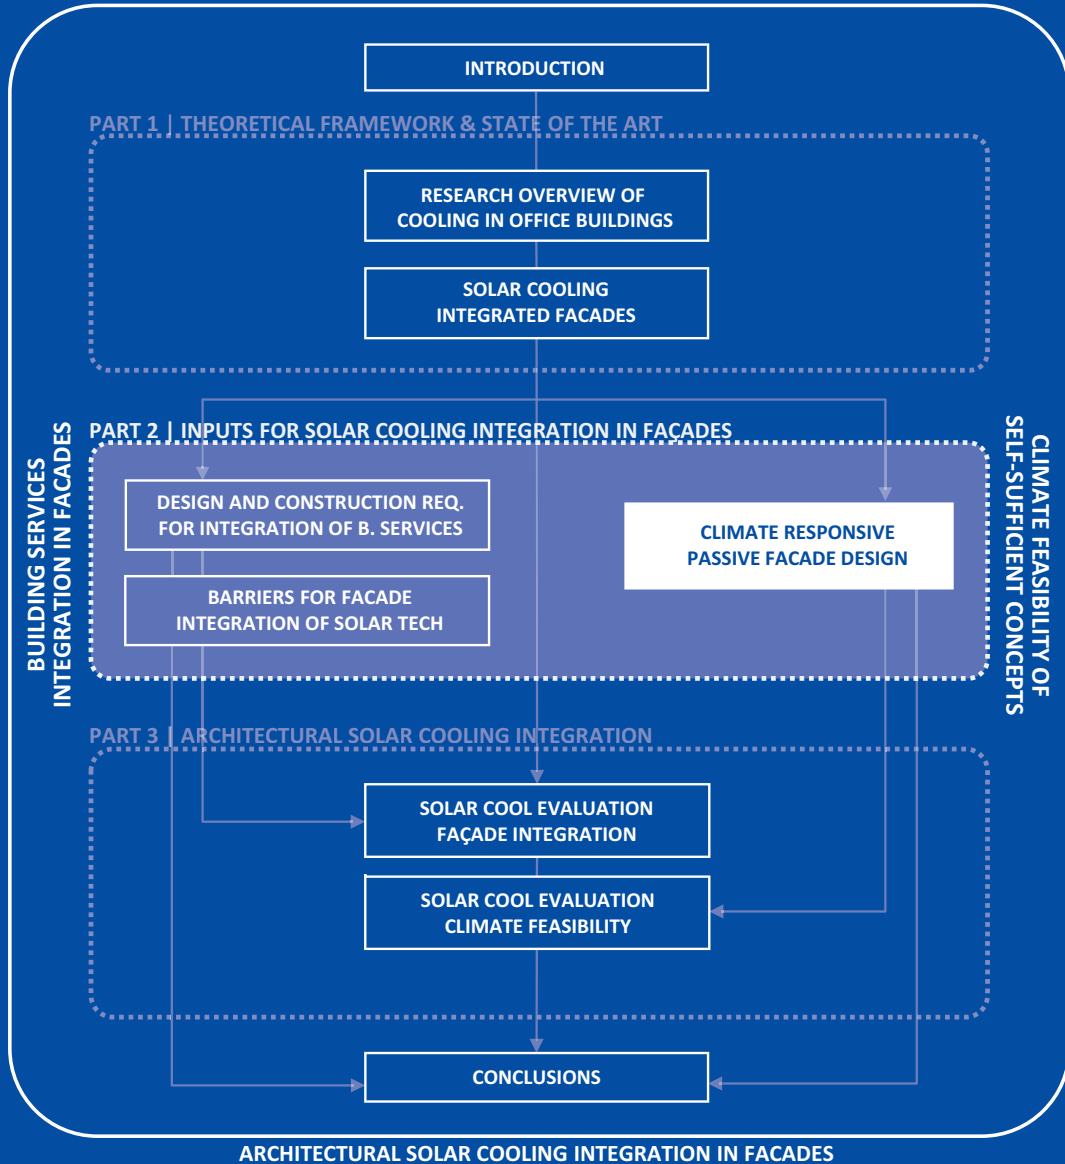 INTRODUCTION
PART 1 | THEORETICAL FRAMEWORK & STATE OF THE ART
RESEARCH OVERVIEW OF
COOLING IN OFFICE BUILDINGS
SOLAR COOLING
INTEGRATED FACADES
BUILDING SERVICES
INTEGRATION IN FACADES
PART 2 | INPUTS FOR SOLAR COOLING INTEGRATION IN FAÇADES
DESIGN AND CONSTRUCTION REQ.
FOR INTEGRATION OF B. SERVICES
BARRIERS FOR FACADE
INTEGRATION OF SOLAR TECH
CLIMATE RESPONSIVE
PASSIVE FACADE DESIGN
CLIMATE FEASIBILITY OF
SELF-SUFFICIENT CONCEPTS
PART 3 | ARCHITECTURAL SOLAR COOLING INTEGRATION
SOLAR COOL EVALUATION
FAÇADE INTEGRATION
SOLAR COOL EVALUATION
CLIMATE FEASIBILITY
CONCLUSIONS
ARCHITECTURAL SOLAR COOLING INTEGRATION IN FACADES